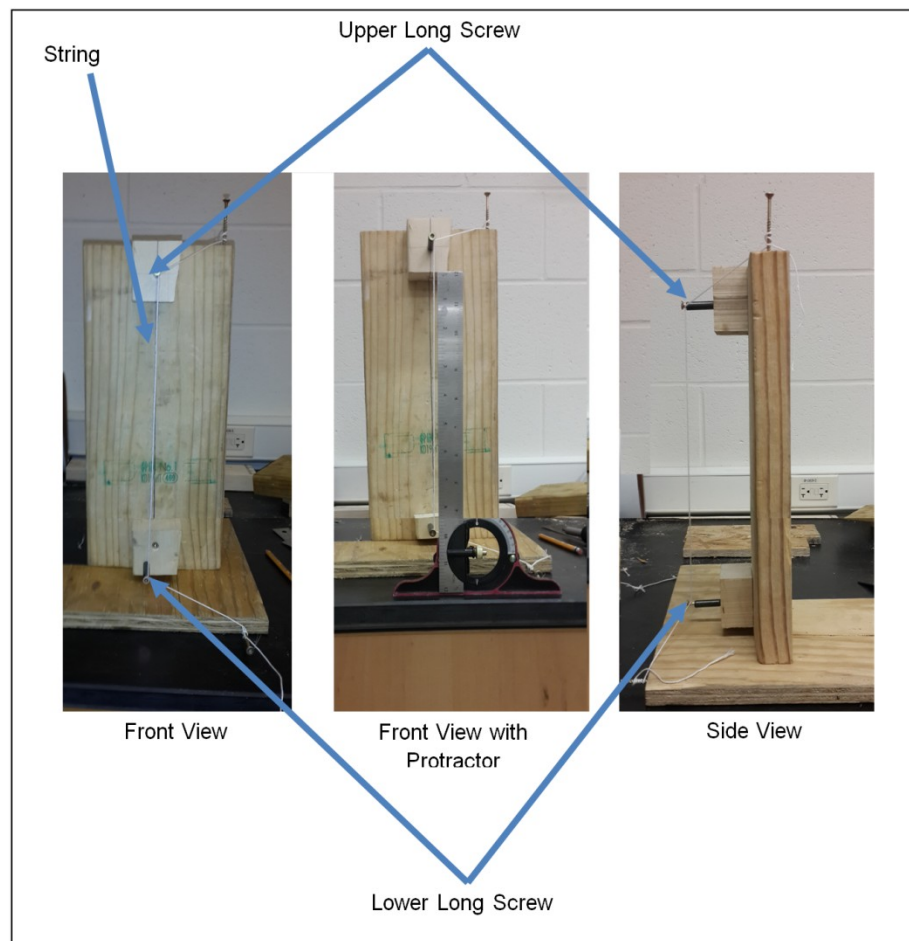 Upper Long Screw
String
Front View
Front View with
Protractor
Side View
Lower Long Screw